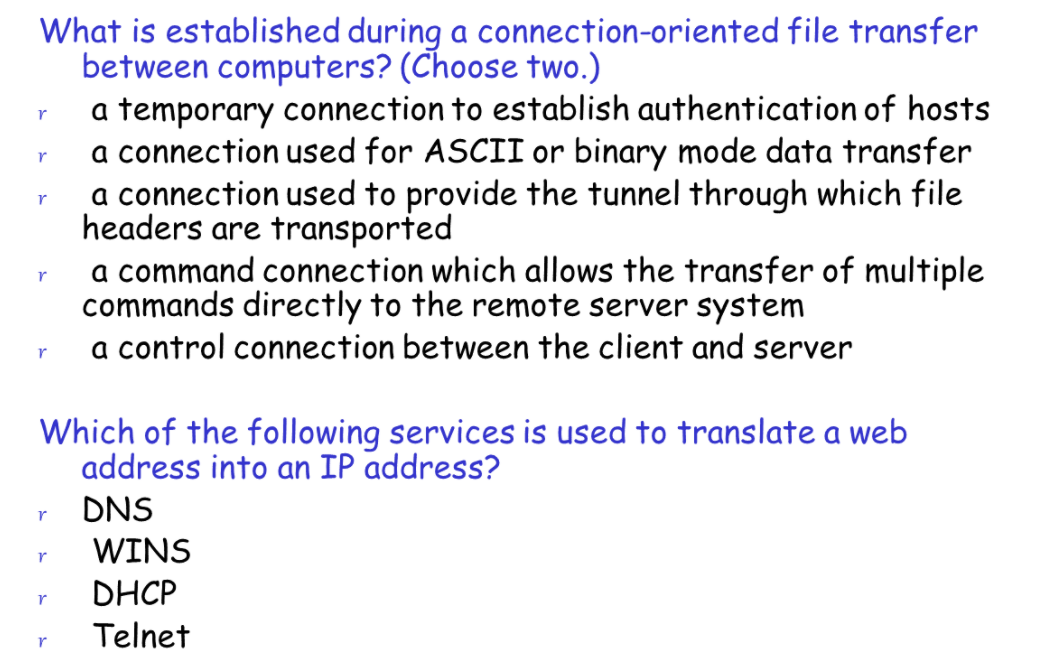 What is established during a connection-oriented file transfer
between computers? (Choose two.)
r a temporary connection to establish authentication of hosts
r a connection used for ASCII or binary mode data transfer
r a connection used to provide the tunnel through which file
headers are transported
r a command connection which allows the transfer of multiple
commands directly to the remote server system
r a control connection between the client and server
Which of the following services is used to translate a web
address into an IP address?
r DNS
r WINS
r DHCP
r Telnet